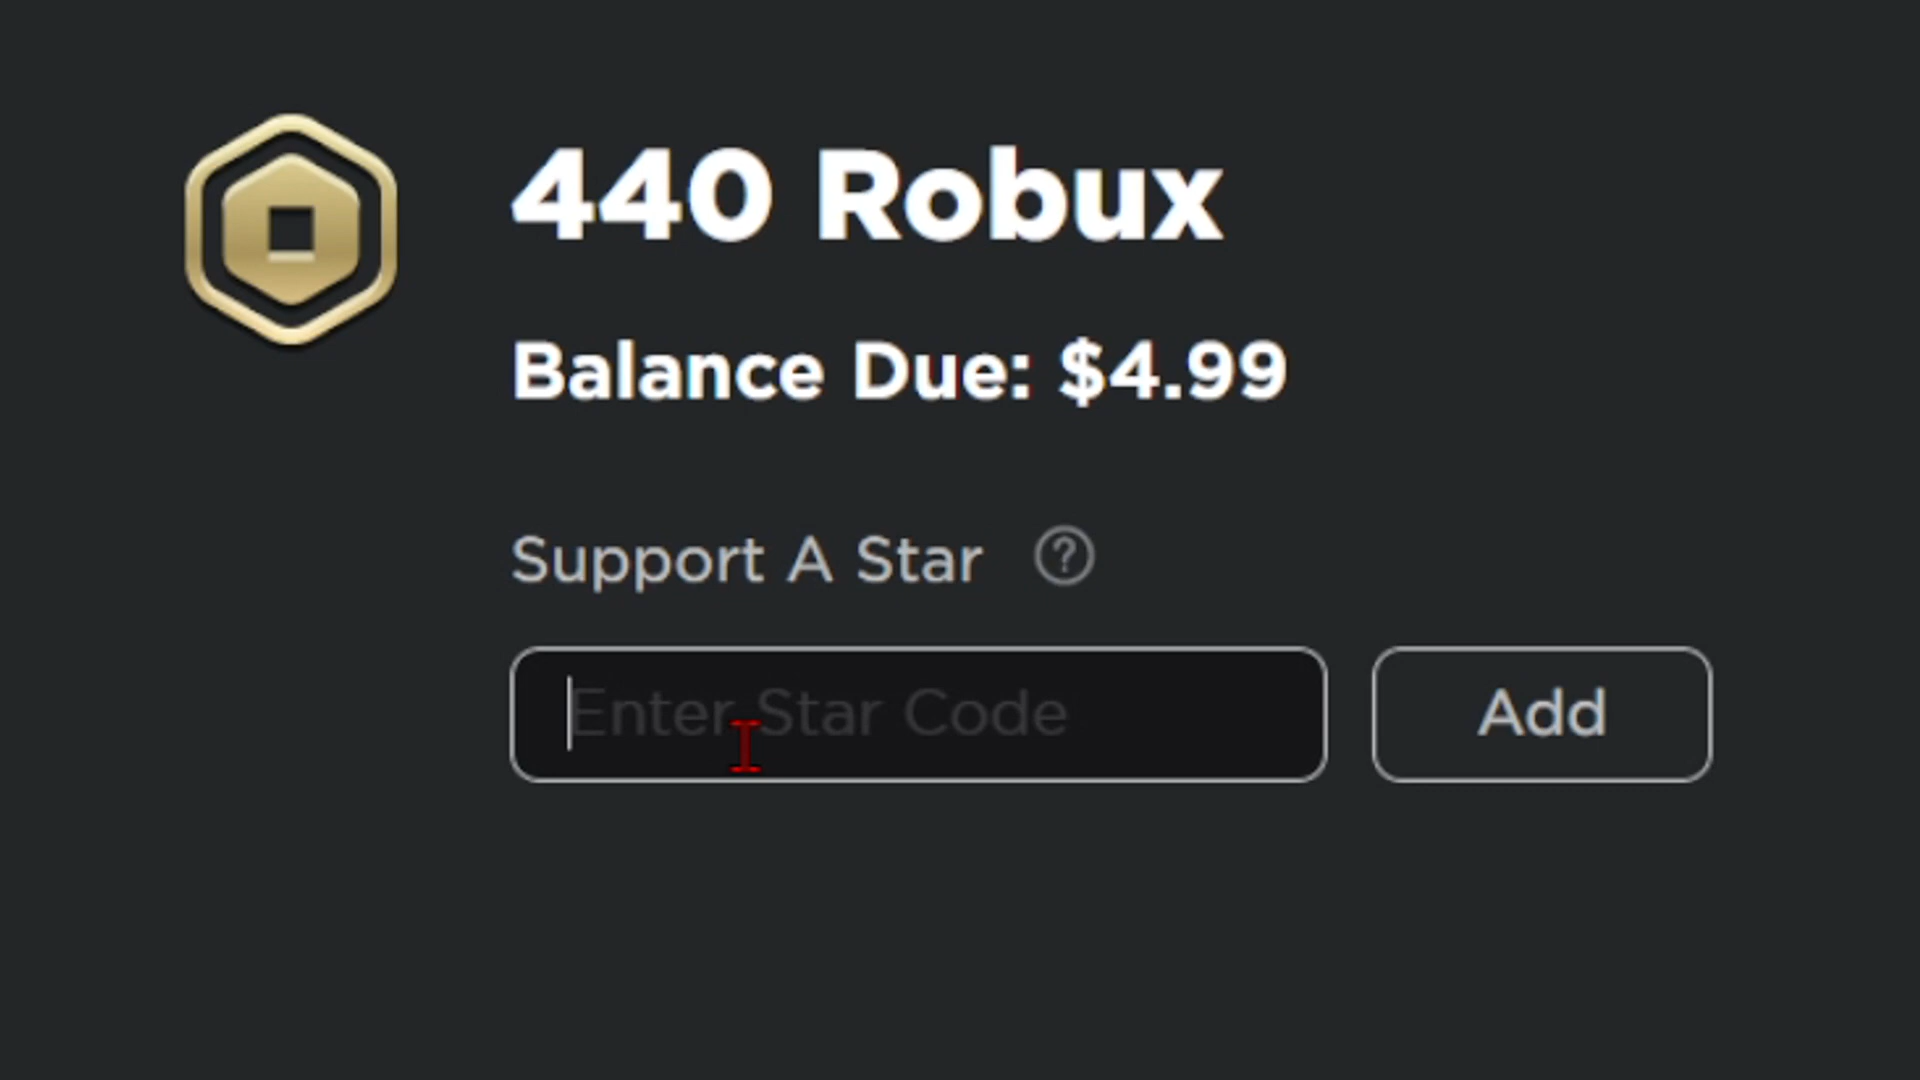 440 Robux
Balance Due: $4.99
Support A Star ?
Enter Star Code
Add